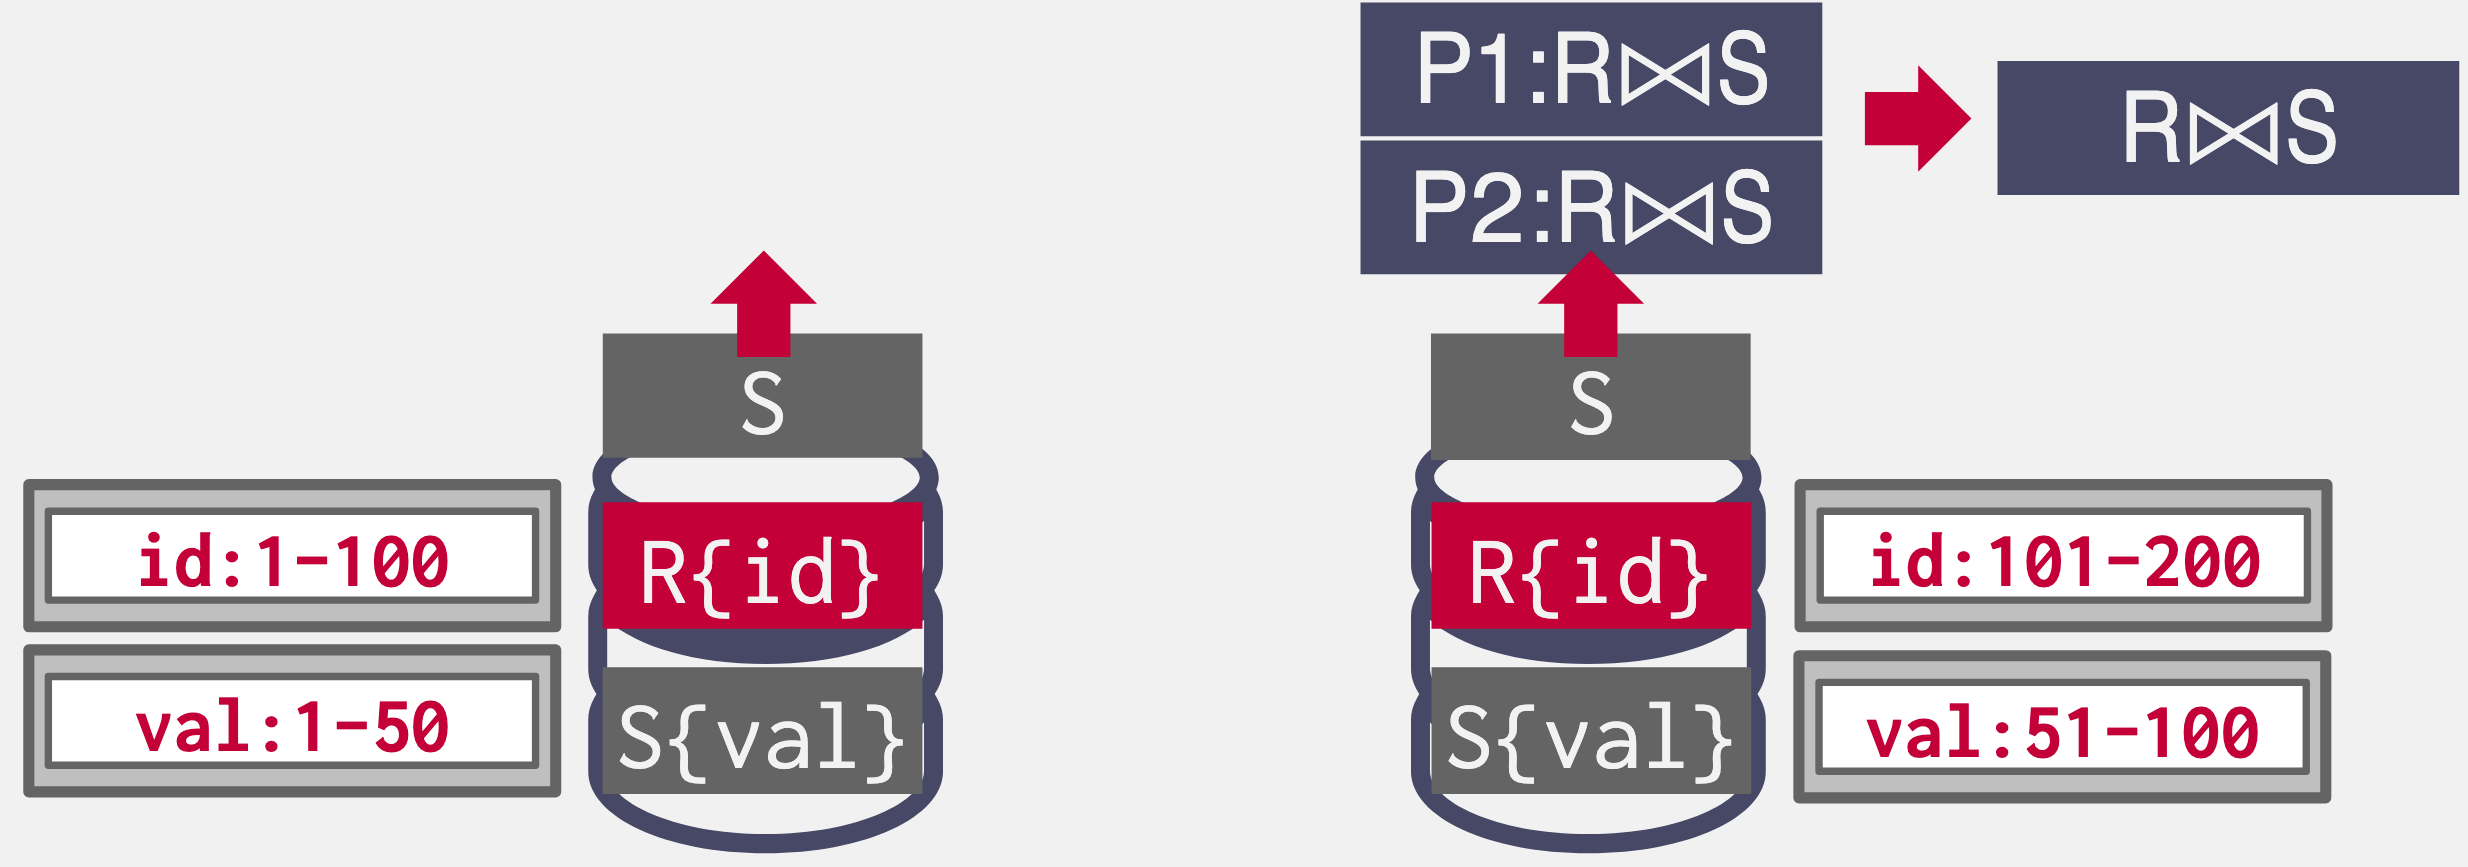 P1:R⋈S
P2:R⋈S
R⋈S
S
S
id:1-100
R{id}
R{id}
id:101-200
val:1-50
S{val}
S{val}
val:51-100